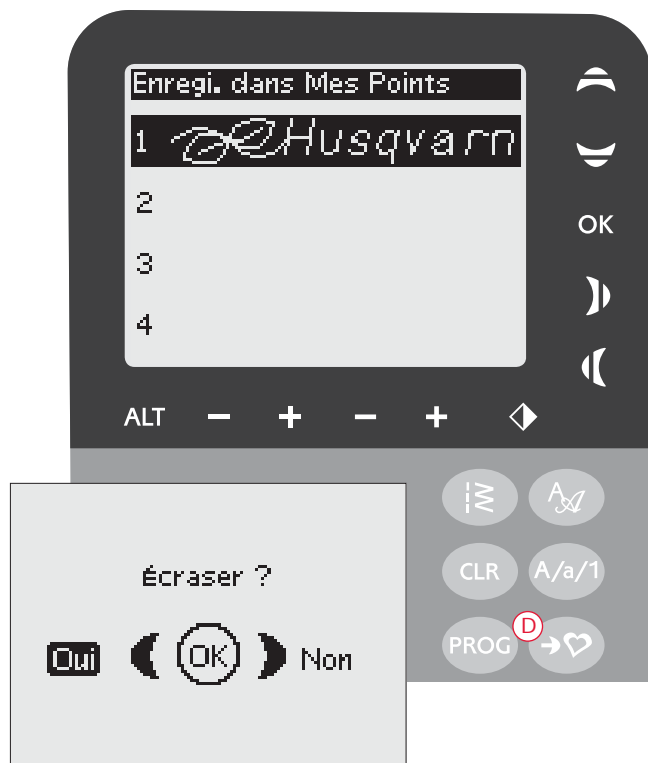 Enregi. dans Mes Points
1 Husqvarn
2
3
4
OK
ALT - + - +
CLR A/a/1
PROG D
Écraser ?
Oui OK Non